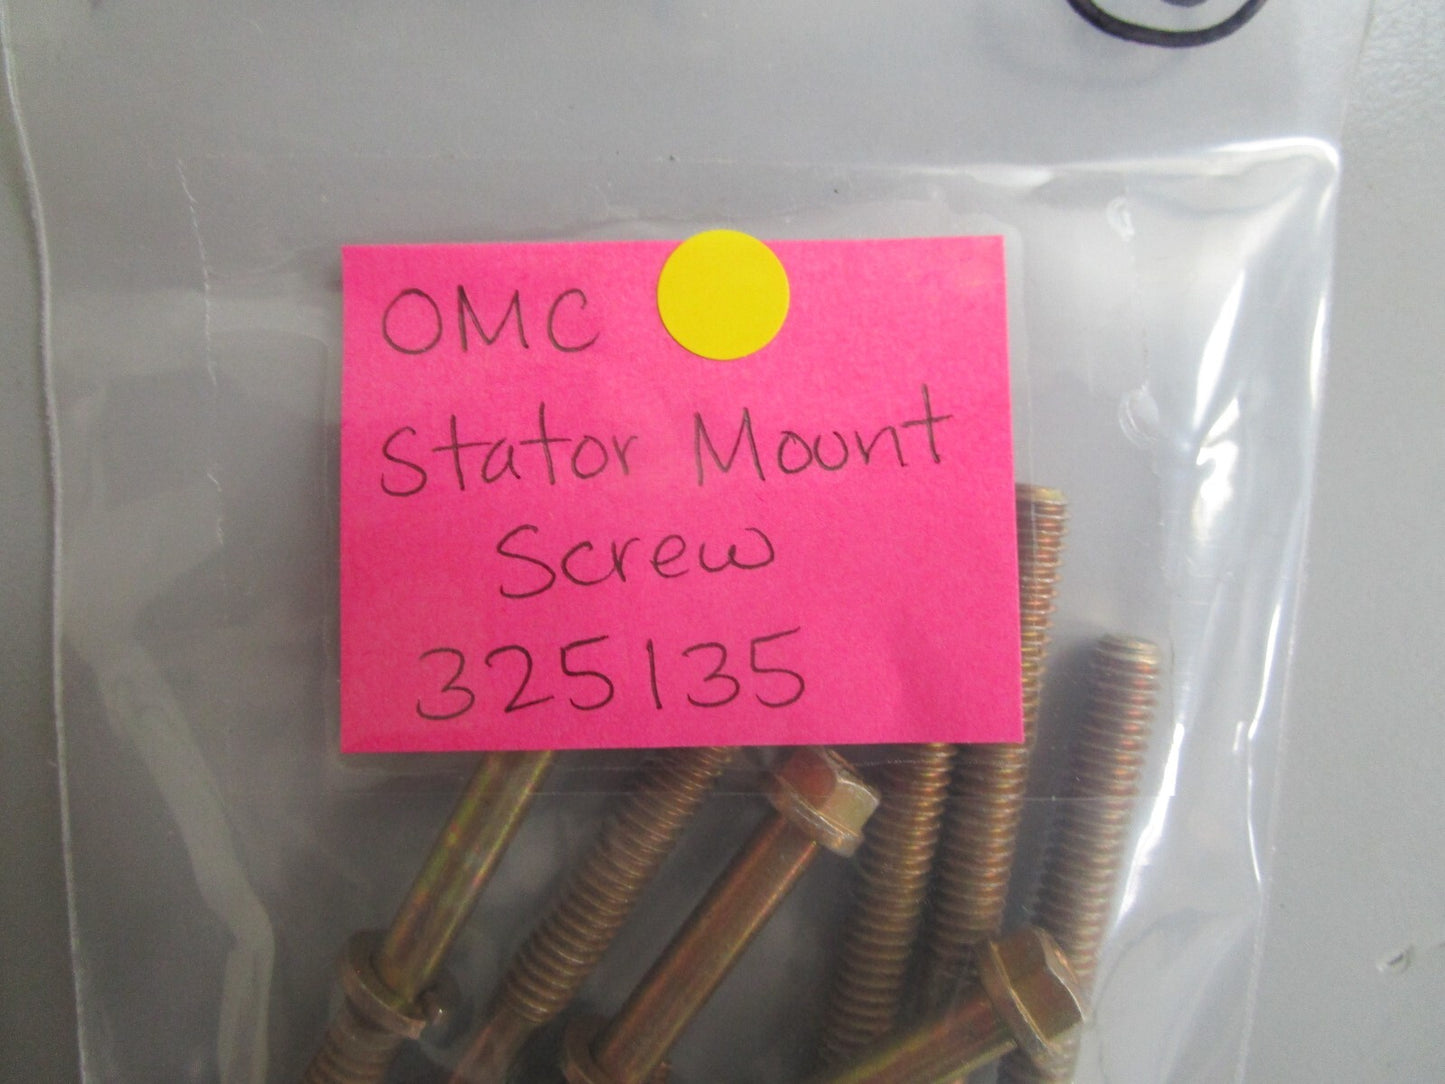 OMC
Stator Mount
Screw
325135